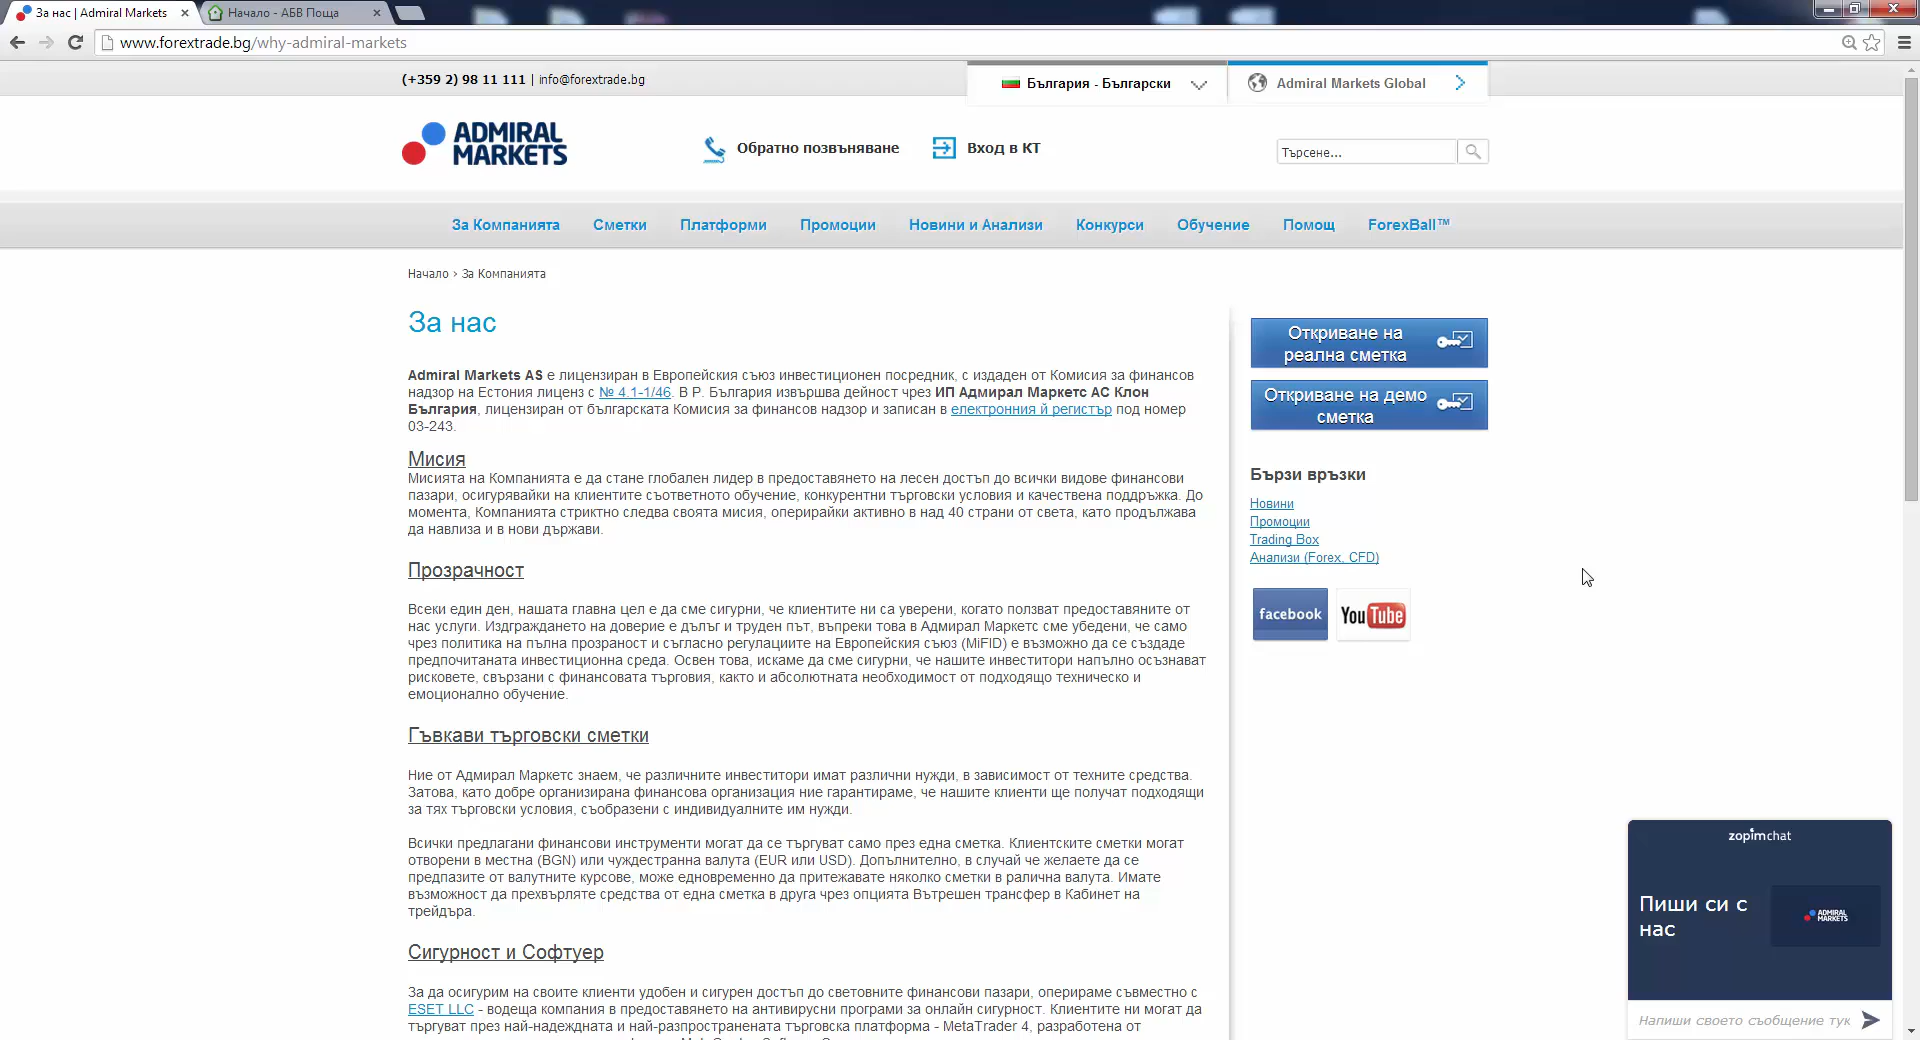 За нас | Admiral Markets
Начало - АБВ Поща
www.forextrade.bg/why-admiral-markets
(+359 2) 98 11 111 | info@forextrade.bg
България - Български
Admiral Markets Global
ADMIRAL
MARKETS
Обратно позвъняване
Вход в КТ
Търсене...
За Компанията
Сметки
Платформи
Промоции
Новини и Анализи
Конкурси
Обучение
Помощ
ForexBall™
Начало › За Компанията
За нас
Admiral Markets AS е лицензиран в Европейския съюз инвестиционен посредник, с издаден от Комисия за финансов
надзор на Естония лиценз с № 4.1-1/46. В Р. България извършва дейност чрез ИП Адмирал Маркетс АС Клон
България, лицензиран от българската Комисия за финансов надзор и записан в електронния й регистър под номер
03-243.
Мисия
Мисията на Компанията е да стане глобален лидер в предоставянето на лесен достъп до всички видове финансови
пазари, осигурявайки на клиентите съответното обучение, конкурентни търговски условия и качествена поддръжка. До
момента, Компанията стриктно следва своята мисия, оперирайки активно в над 40 страни от света, като продължава
да навлиза и в нови държави.
Прозрачност
Всеки един ден, нашата главна цел е да сме сигурни, че клиентите ни са уверени, когато ползват предоставяните от
нас услуги. Издграждането на доверие е дълъг и труден път, въпреки това в Адмирал Маркетс сме убедени, че само
чрез политика на пълна прозраност и съгласно регулациите на Европейския съюз (MiFID) е възможно да се създаде
предпочитаната инвестиционна среда. Освен това, искаме да сме сигурни, че нашите инвеститори напълно осъзнават
рисковете, свързани с финансовата търговия, както и абсолютната необходимост от подходящо техническо и
емоционално обучение.
Гъвкави търговски сметки
Ние от Адмирал Маркетс знаем, че различните инвеститори имат различни нужди, в зависимост от техните средства.
Затова, като добре организирана финансова организация ние гарантираме, че нашите клиенти ще получат подходящи
за тях търговски условия, съобразени с индивидуалните им нужди.
Всички предлагани финансови инструменти могат да се търгуват само през една сметка. Клиентските сметки могат
отворени в местна (BGN) или чуждестранна валута (EUR или USD). Допълнително, в случай че желаете да се
предпазите от валутните курсове, може едновременно да притежавате няколко сметки в ралична валута. Имате
възможност да прехвърляте средства от една сметка в друга чрез опцията Вътрешен трансфер в Кабинет на
трейдъра.
Сигурност и Софтуер
За да осигурим на своите клиенти удобен и сигурен достъп до световните финансови пазари, оперираме съвместно с
ESET LLC - водеща компания в предоставянето на антивирусни програми за онлайн сигурност. Клиентите ни могат да
търгуват през най-надеждната и най-разпространената търговска платформа - MetaTrader 4, разработена от
Откриване на
реална сметка
Откриване на демо
сметка
Бързи връзки
Новини
Промоции
Trading Box
Анализи (Forex, CFD)
facebook
YouTube
zopim chat
Пиши си с
нас
ADMIRAL
MARKETS
Напиши своето съобщение тук